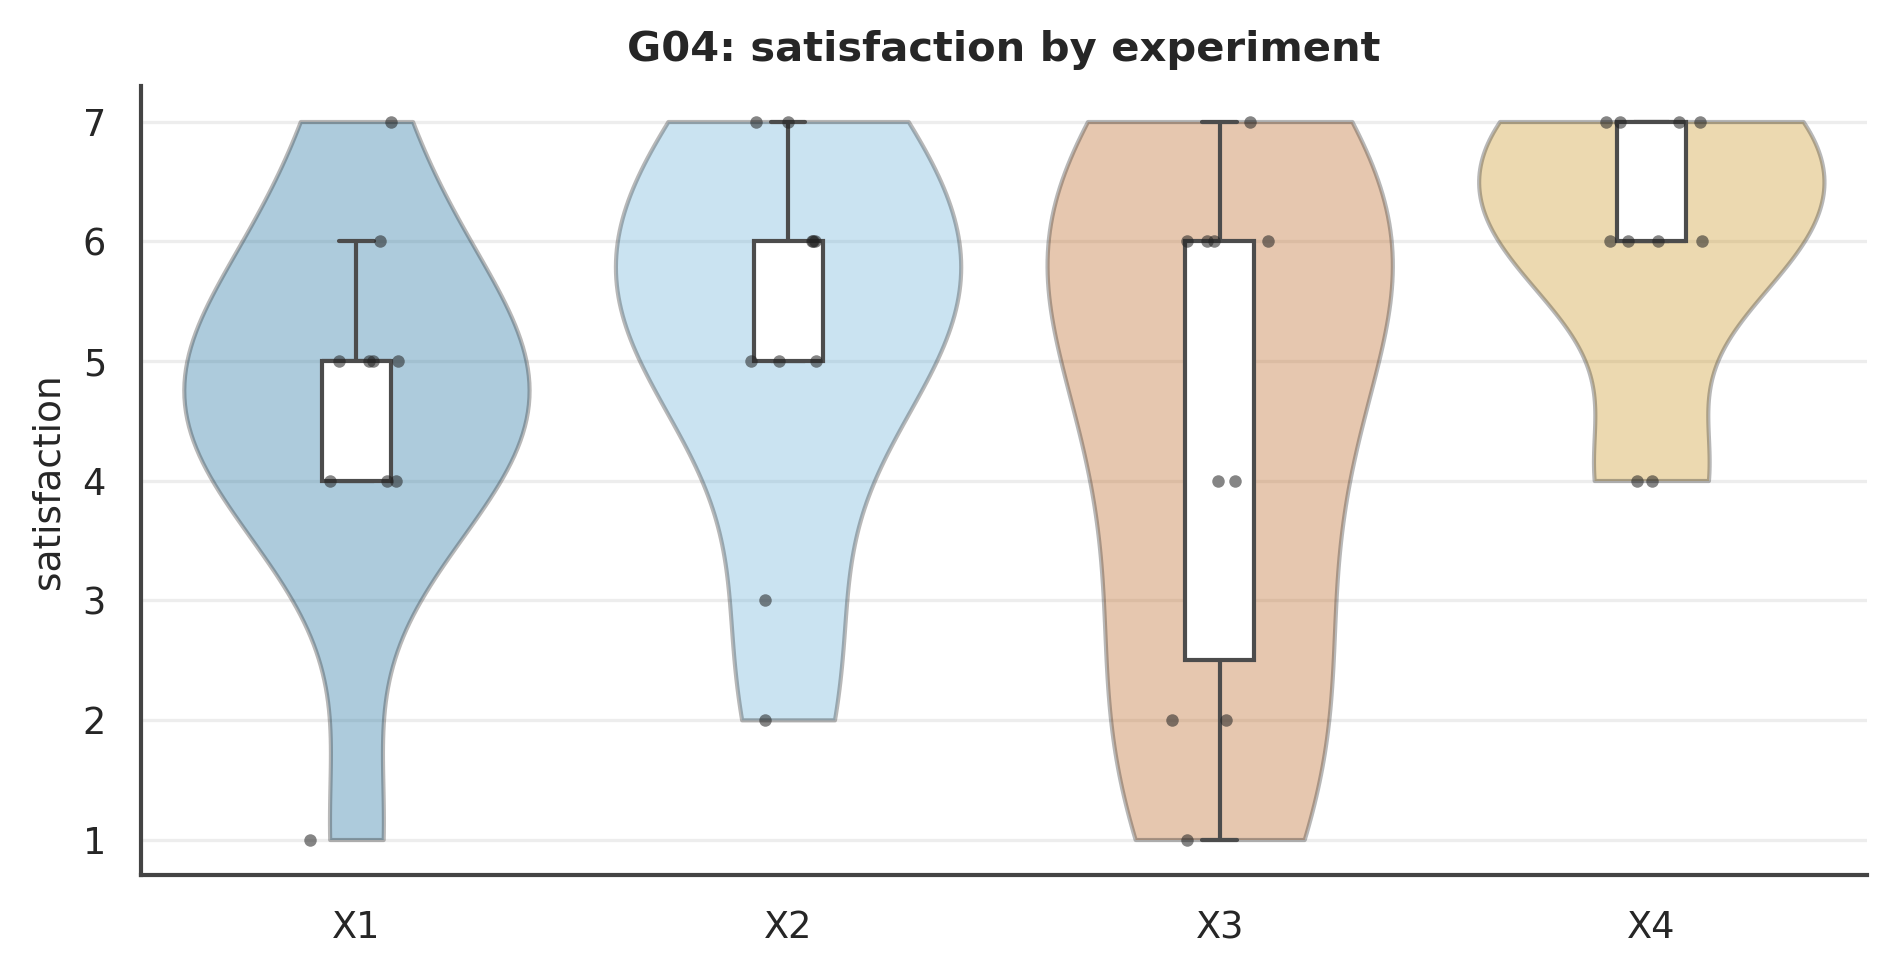 G04: satisfaction by experiment
satisfaction
7
6
5
4
3
2
1
X1
X2
X3
X4